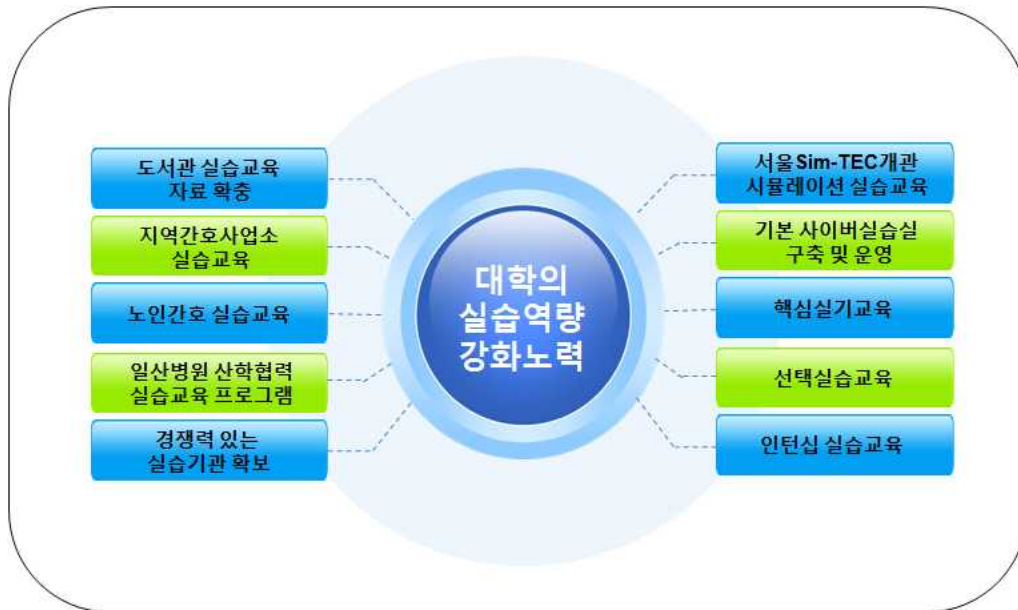 도서관 실습교육
자료 확충
지역간호사업소
실습교육
노인간호 실습교육
일산병원 산학협력
실습교육 프로그램
경쟁력 있는
실습기관 확보
대학의
실습역량
강화노력
서울Sim-TEC개관
시뮬레이션 실습교육
기본 사이버실습실
구축 및 운영
핵심실기교육
선택실습교육
인턴십 실습교육